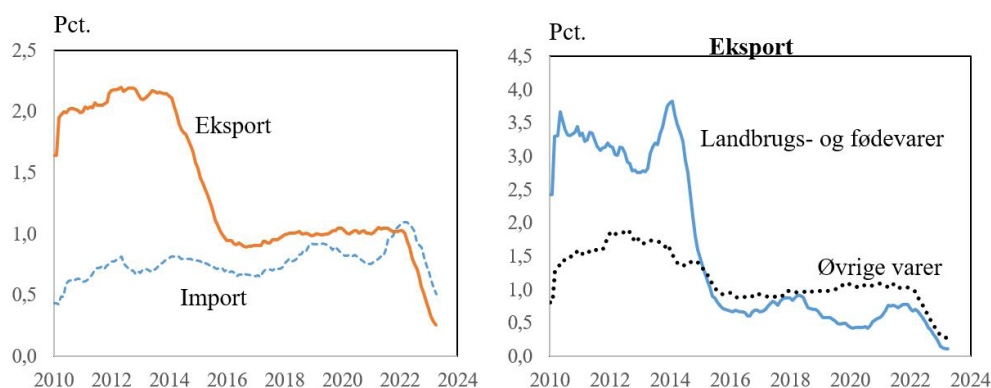 Pct.
2,5
2,0
1,5
1,0
0,5
0,0
Eksport
Import
2010 2012 2014 2016 2018 2020 2022 2024
Pct.
Eksport
4,5
4,0
3,5
3,0
2,5
2,0
1,5
1,0
0,5
0,0
Landbrugs- og fødevarer
Øvrige varer
2010 2012 2014 2016 2018 2020 2022 2024